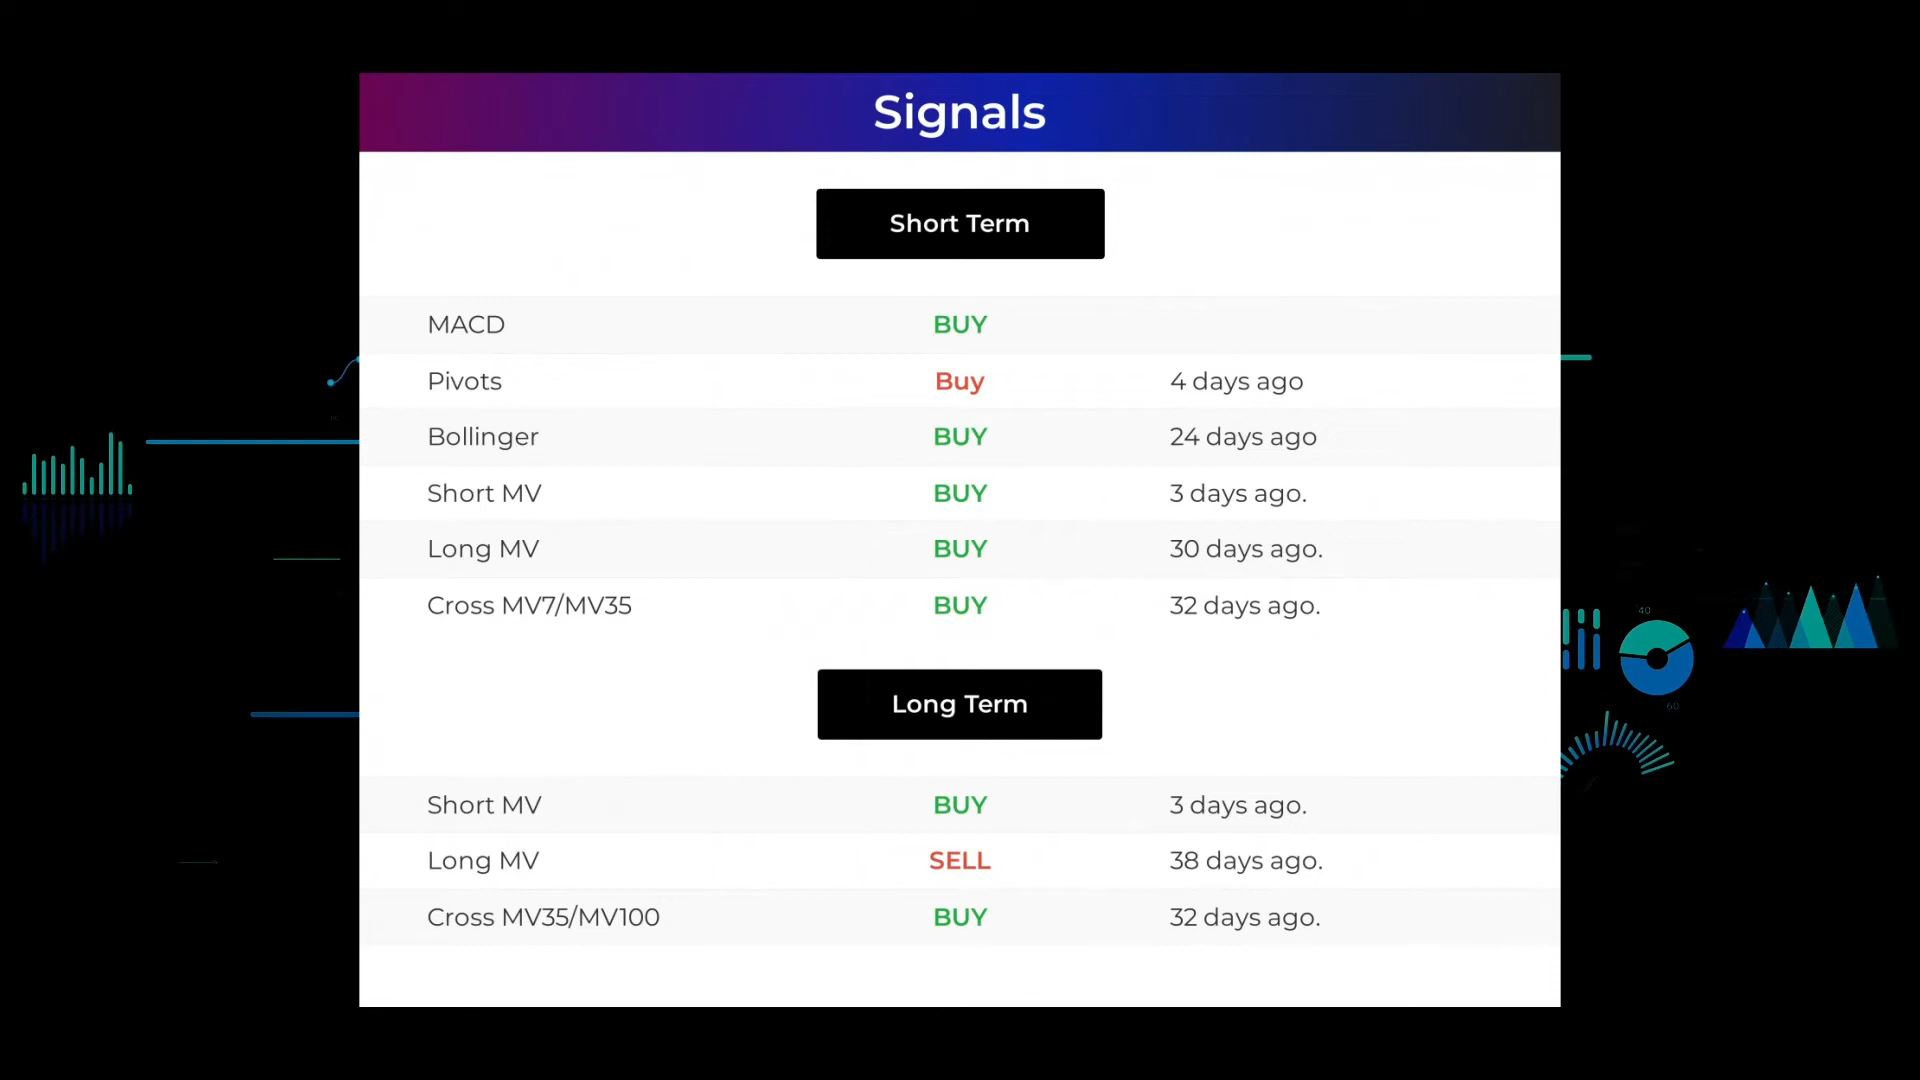 Signals
Short Term
MACD BUY
Pivots Buy 4 days ago
Bollinger BUY 24 days ago
Short MV BUY 3 days ago.
Long MV BUY 30 days ago.
Cross MV7/MV35 BUY 32 days ago.
40
60
Long Term
Short MV BUY 3 days ago.
Long MV SELL 38 days ago.
Cross MV35/MV100 BUY 32 days ago.